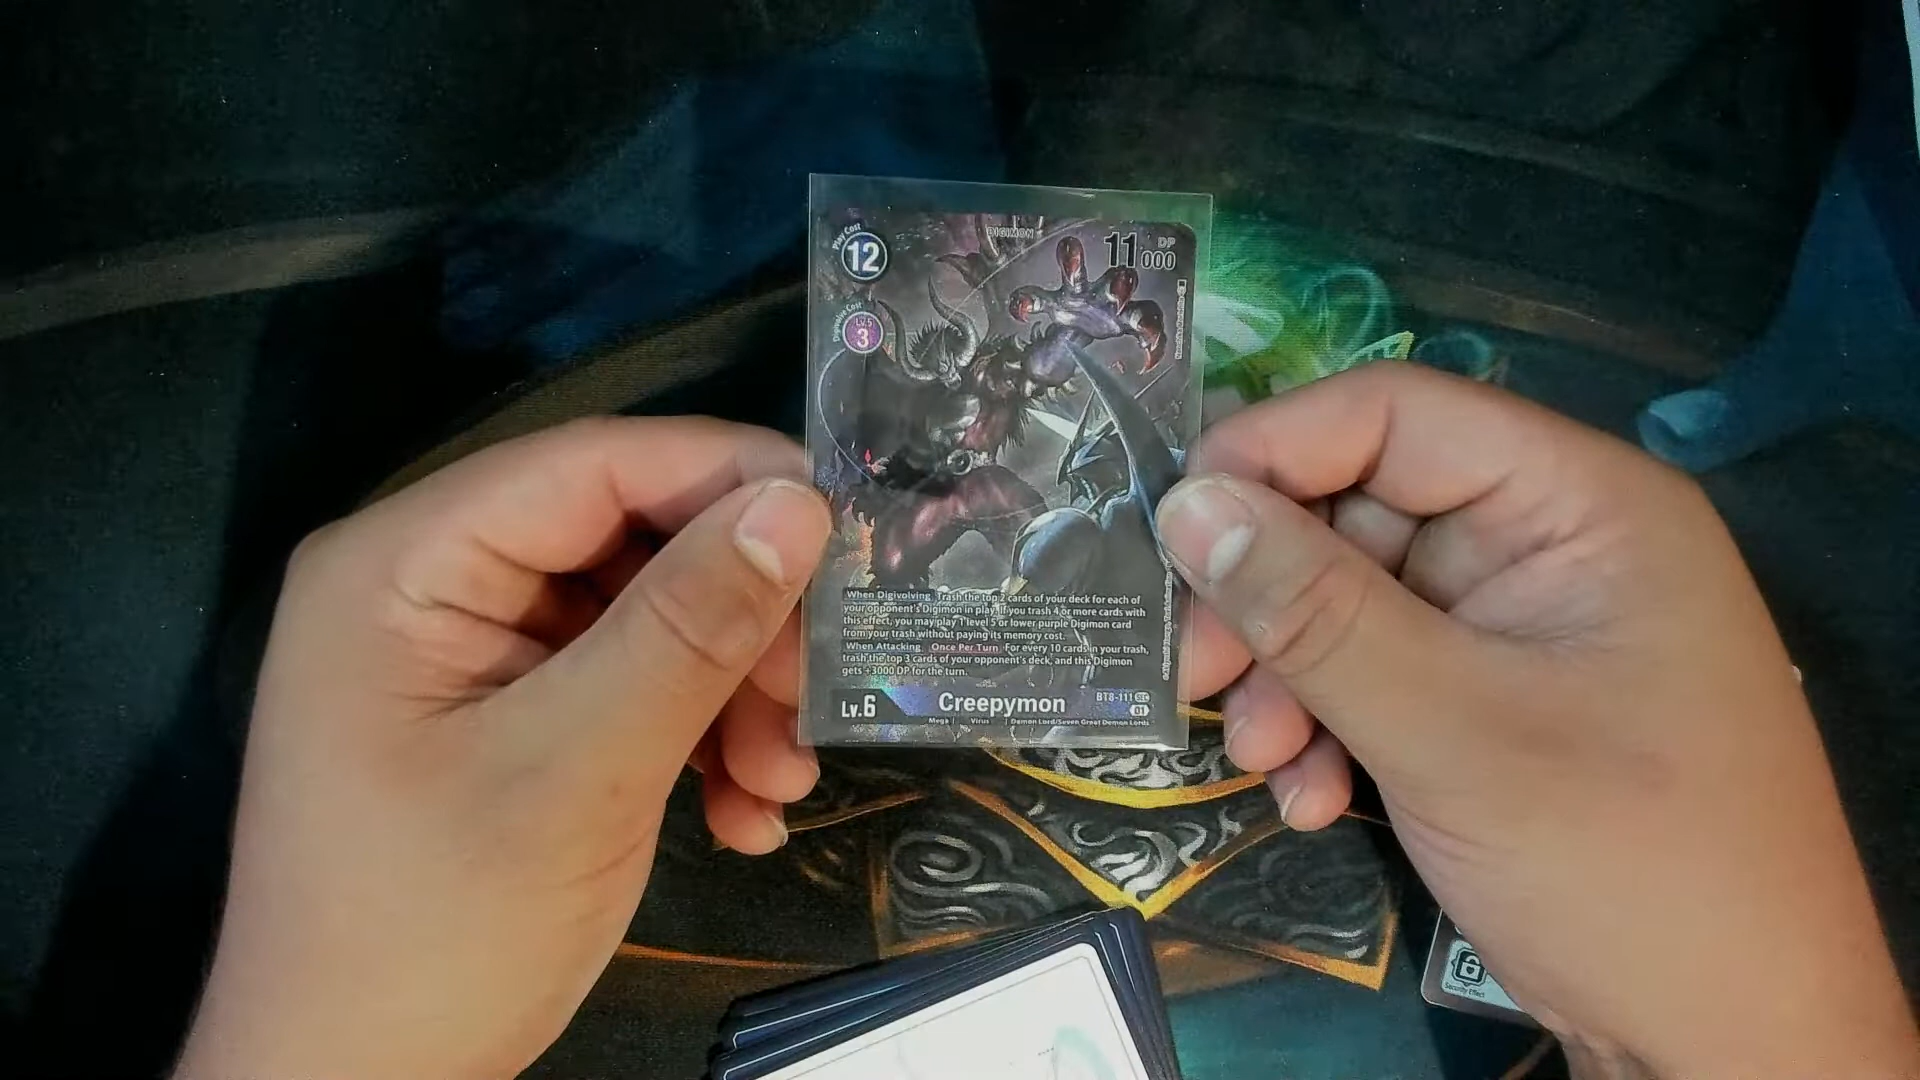 Play Cost
12
DIGIMON
11000 DP
Digivolve Cost
Lv.5
3
When Digivolving Trash the top 2 cards of your deck for each of
your opponent's Digimon in play. If you trash 4 or more cards with
this effect, you may play 1 level 5 or lower purple Digimon card
from your trash without paying its memory cost.
When Attacking Once Per Turn For every 10 cards in your trash,
trash the top 3 cards of your opponent's deck, and this Digimon
gets +3000 DP for the turn.
Lv.6 Creepymon BT8-111 SEC
01
Mega | Virus | Demon Lord/Seven Great Demon Lords
Security Effect